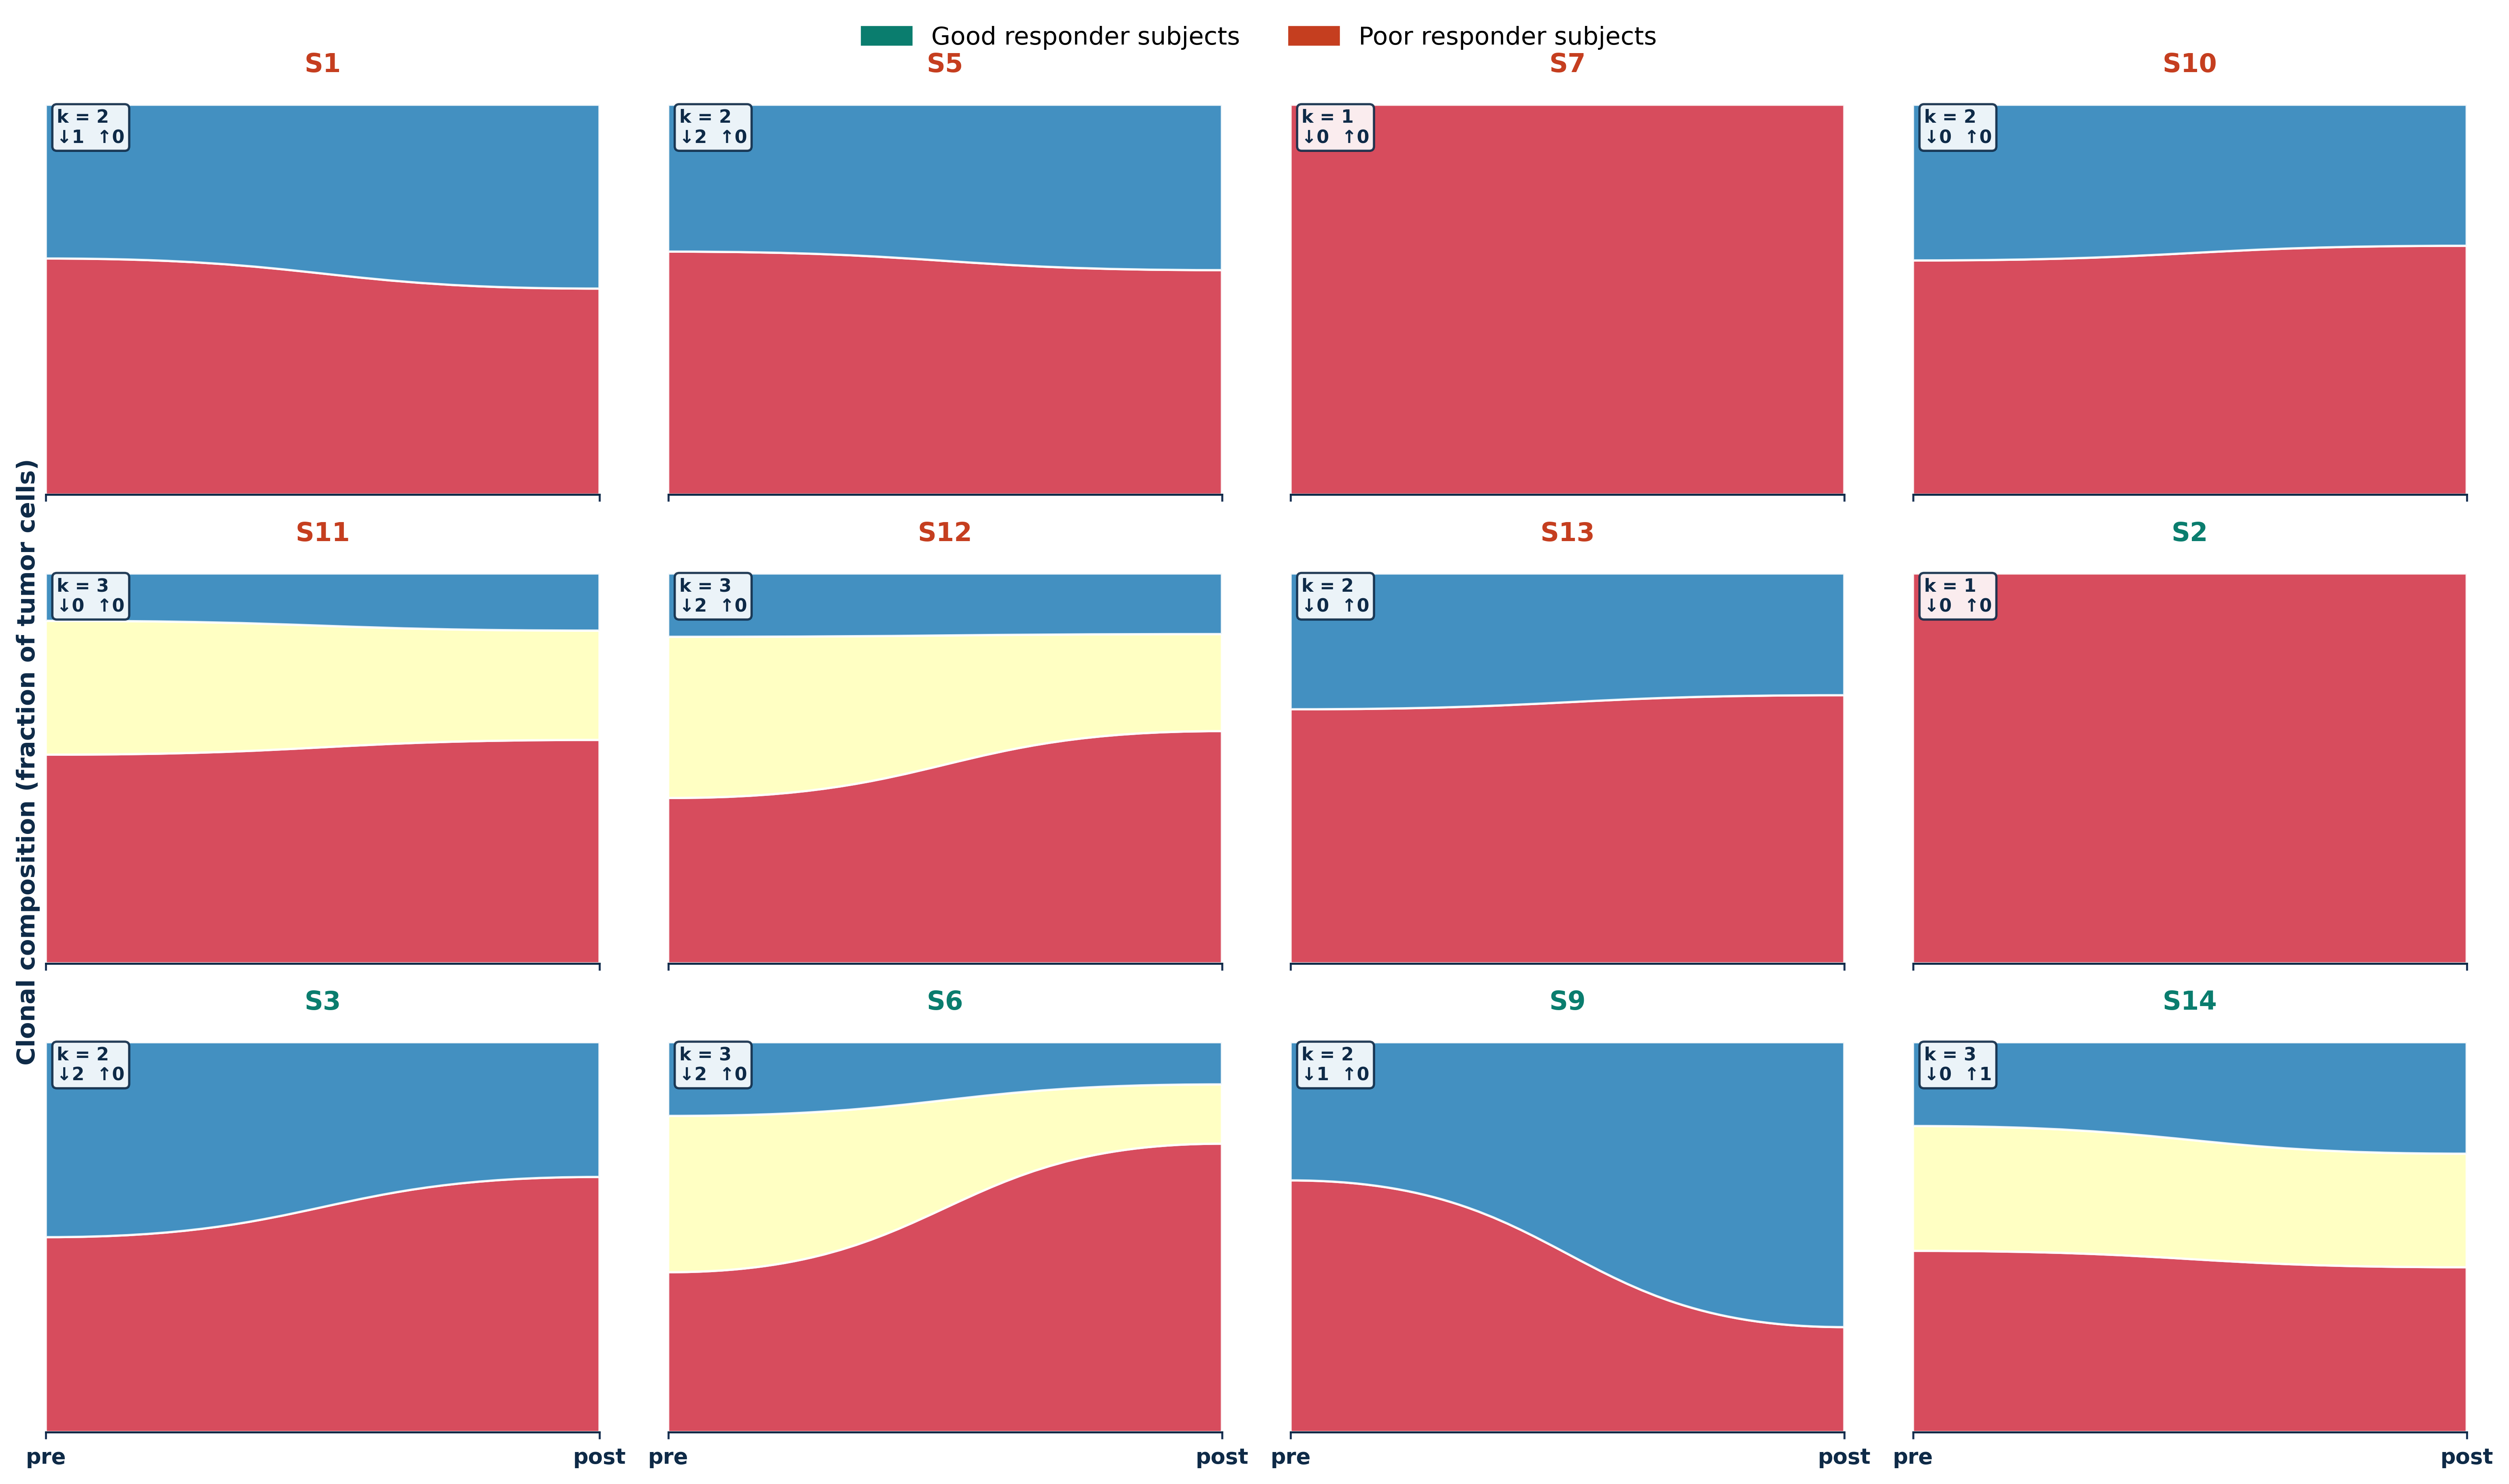 Good responder subjects
Poor responder subjects
S1
S5
S7
S10
k = 2
↓1 ↑0
k = 2
↓2 ↑0
k = 1
↓0 ↑0
k = 2
↓0 ↑0
Clonal composition (fraction of tumor cells)
S11
S12
S13
S2
k = 3
↓0 ↑0
k = 3
↓2 ↑0
k = 2
↓0 ↑0
k = 1
↓0 ↑0
S3
S6
S9
S14
k = 2
↓2 ↑0
k = 3
↓2 ↑0
k = 2
↓1 ↑0
k = 3
↓0 ↑1
pre post pre post pre post pre post